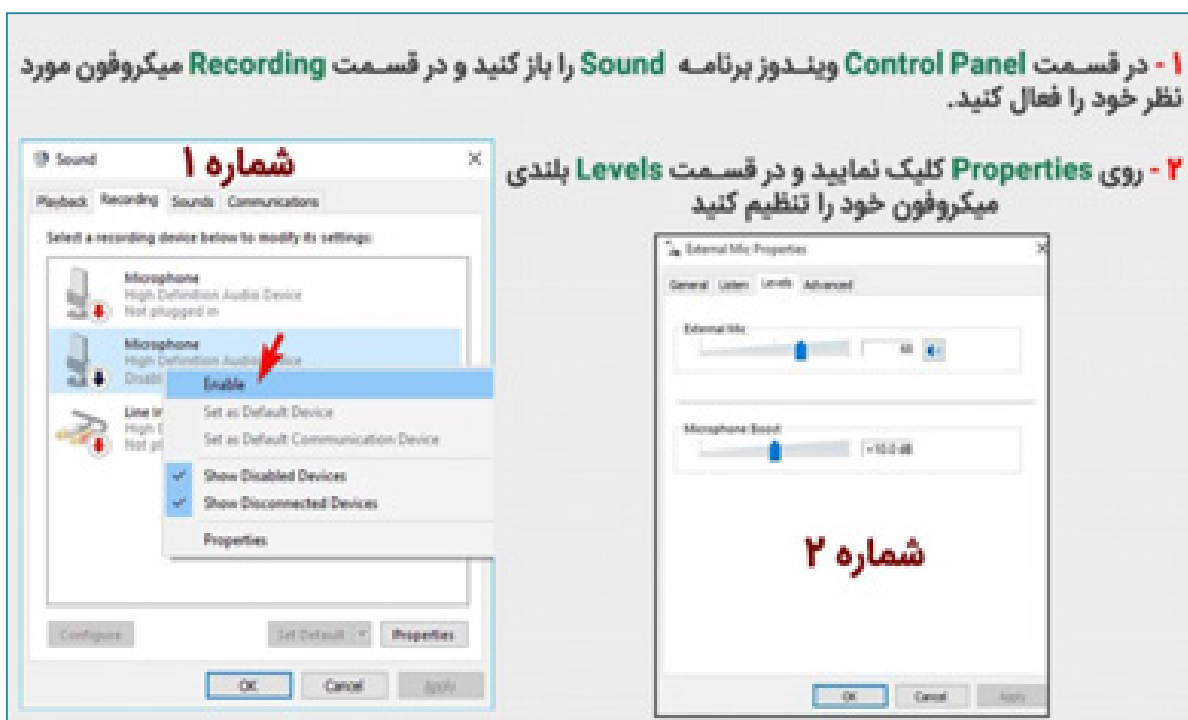 ۱ - در قسمت Control Panel ویندوز برنامه Sound را باز کنید و در قسمت Recording میکروفون مورد
نظر خود را فعال کنید.
شماره ۱
Sound
Playback Recording Sounds Communications
Select a recording device below to modify its settings:
Microphone
High Definition Audio Device
Not plugged in
Microphone
High Definition Audio Device
Enable
Line In
Set as Default Device
Set as Default Communication Device
Show Disabled Devices
Show Disconnected Devices
Properties
Configure Set Default Properties
OK Cancel Apply
۲ - روی Properties کلیک نمایید و در قسمت Levels بلندی
میکروفون خود را تنظیم کنید
External Mic Properties
General Listen Levels Advanced
External Mic
Microphone Boost
+10.0 dB
شماره ۲
OK Cancel Apply